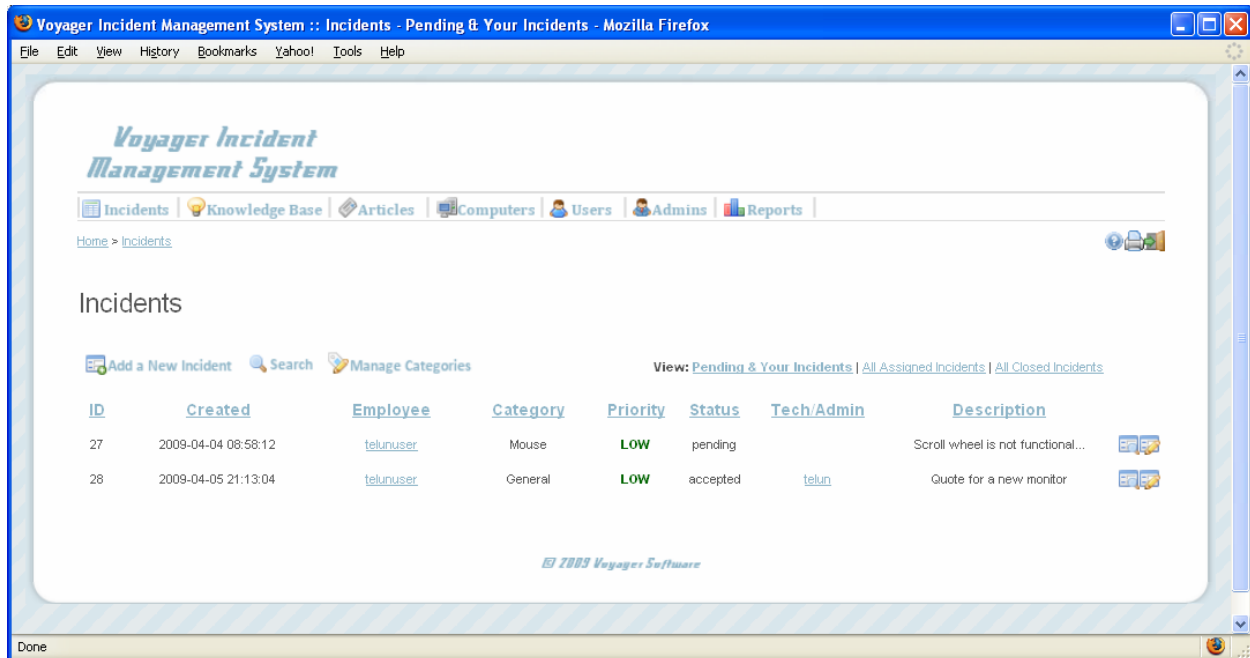 Voyager Incident Management System :: Incidents - Pending & Your Incidents - Mozilla Firefox
File Edit View History Bookmarks Yahoo! Tools Help
Voyager Incident
Management System
Incidents Knowledge Base Articles Computers Users Admins Reports
Home > Incidents
Incidents
Add a New Incident Search Manage Categories View: Pending & Your Incidents | All Assigned Incidents | All Closed Incidents
ID Created Employee Category Priority Status Tech/Admin Description
27 2009-04-04 08:58:12 telunuser Mouse LOW pending Scroll wheel is not functional...
28 2009-04-05 21:13:04 telunuser General LOW accepted telun Quote for a new monitor
© 2009 Voyager Software
Done